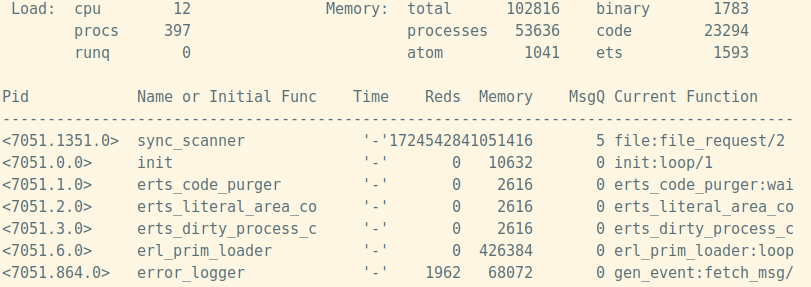 Load:  cpu        12               Memory:  total      102816    binary       1783
procs     397                        processes   53636    code        23294
runq        0                        atom         1041    ets          1593
Pid            Name or Initial Func    Time    Reds  Memory    MsgQ Current Function
---------------------------------------------------------------------------------------
<7051.1351.0>  sync_scanner             '-'1724542841051416       5 file:file_request/2
<7051.0.0>     init                     '-'       0   10632       0 init:loop/1
<7051.1.0>     erts_code_purger         '-'       0    2616       0 erts_code_purger:wai
<7051.2.0>     erts_literal_area_co     '-'       0    2616       0 erts_literal_area_co
<7051.3.0>     erts_dirty_process_c     '-'       0    2616       0 erts_dirty_process_c
<7051.6.0>     erl_prim_loader          '-'       0  426384       0 erl_prim_loader:loop
<7051.864.0>   error_logger             '-'    1962   68072       0 gen_event:fetch_msg/